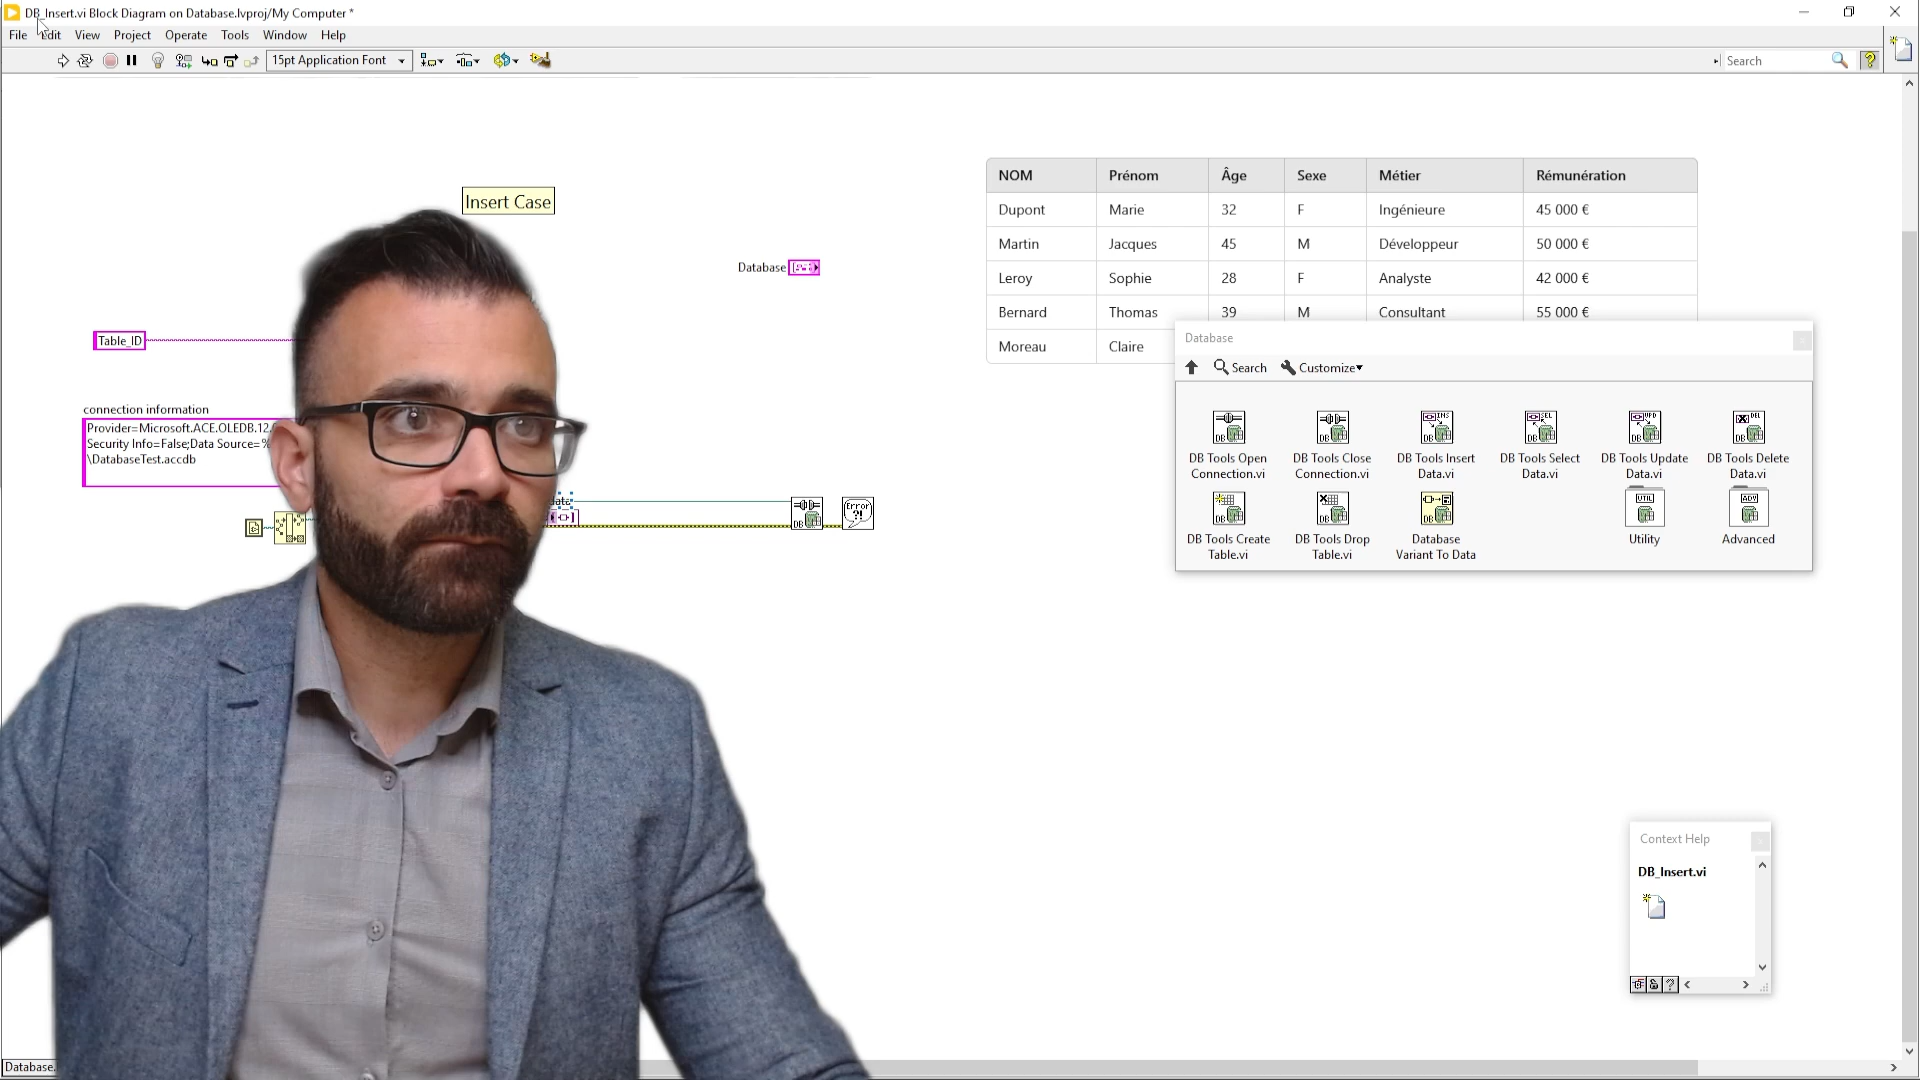 DB_Insert.vi Block Diagram on Database.lvproj/My Computer *
File Edit View Project Operate Tools Window Help
15pt Application Font
Search
Insert Case
Database
Table_ID
connection information
Provider=Microsoft.ACE.OLEDB.12.
Security Info=False;Data Source=%
\DatabaseTest.accdb
DB
Error
?!
NOM Prénom Âge Sexe Métier Rémunération
Dupont Marie 32 F Ingénieure 45 000 €
Martin Jacques 45 M Développeur 50 000 €
Leroy Sophie 28 F Analyste 42 000 €
Bernard Thomas 39 M Consultant 55 000 €
Moreau Claire
Database
Search Customize
DB Tools Open Connection.vi
DB Tools Close Connection.vi
DB Tools Insert Data.vi
DB Tools Select Data.vi
DB Tools Update Data.vi
DB Tools Delete Data.vi
DB Tools Create Table.vi
DB Tools Drop Table.vi
Database Variant To Data
Utility
Advanced
Context Help
DB_Insert.vi
Database.